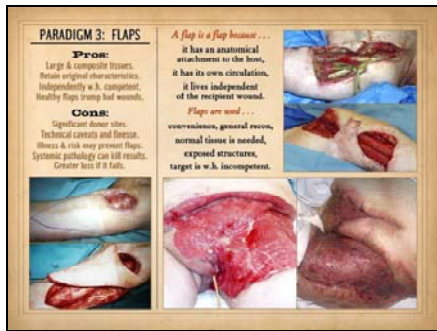 PARADIGM 3: FLAPS
Pros:
Large & composite tissues.
Retain original characteristics.
Independently w.h. competent.
Healthy flaps trump bad wounds.
Cons:
Significant donor sites.
Technical caveats and finesse.
Illness & risk may prevent flaps.
Systemic pathology can kill results.
Greater loss if it fails.
A flap is a flap because . . .
it has an anatomical
attachment to the host,
it has its own circulation,
it lives independent
of the recipient wound.
Flaps are used . . .
convenience, general recon,
normal tissue is needed,
exposed structures,
target is w.h. incompetent.